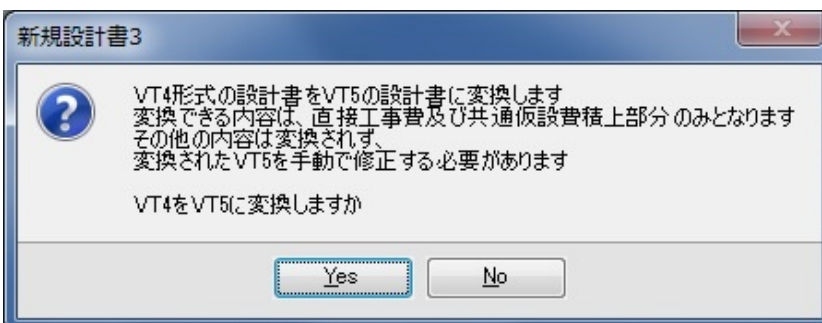 新規設計書3
VT4形式の設計書をVT5の設計書に変換します
変換できる内容は、直接工事費及び共通仮設費積上部分のみとなります
その他の内容は変換されず、
変換されたVT5を手動で修正する必要があります
VT4をVT5に変換しますか
Yes
No